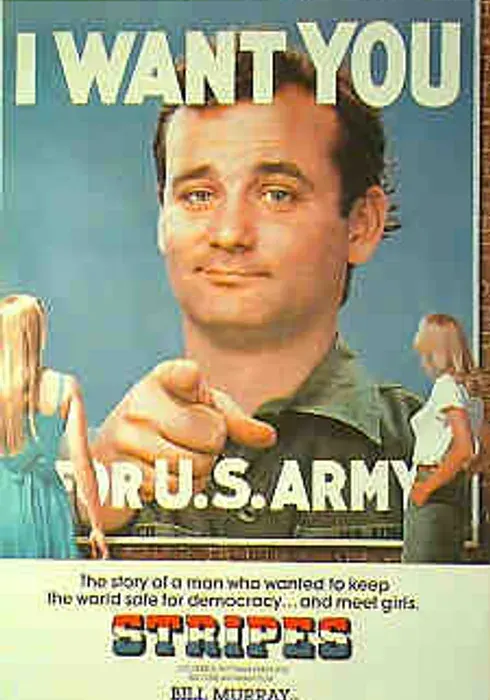 I WANT YOU
FOR U.S. ARMY
The story of a man who wanted to keep
the world safe for democracy...and meet girls.
STRIPES
BILL MURRAY